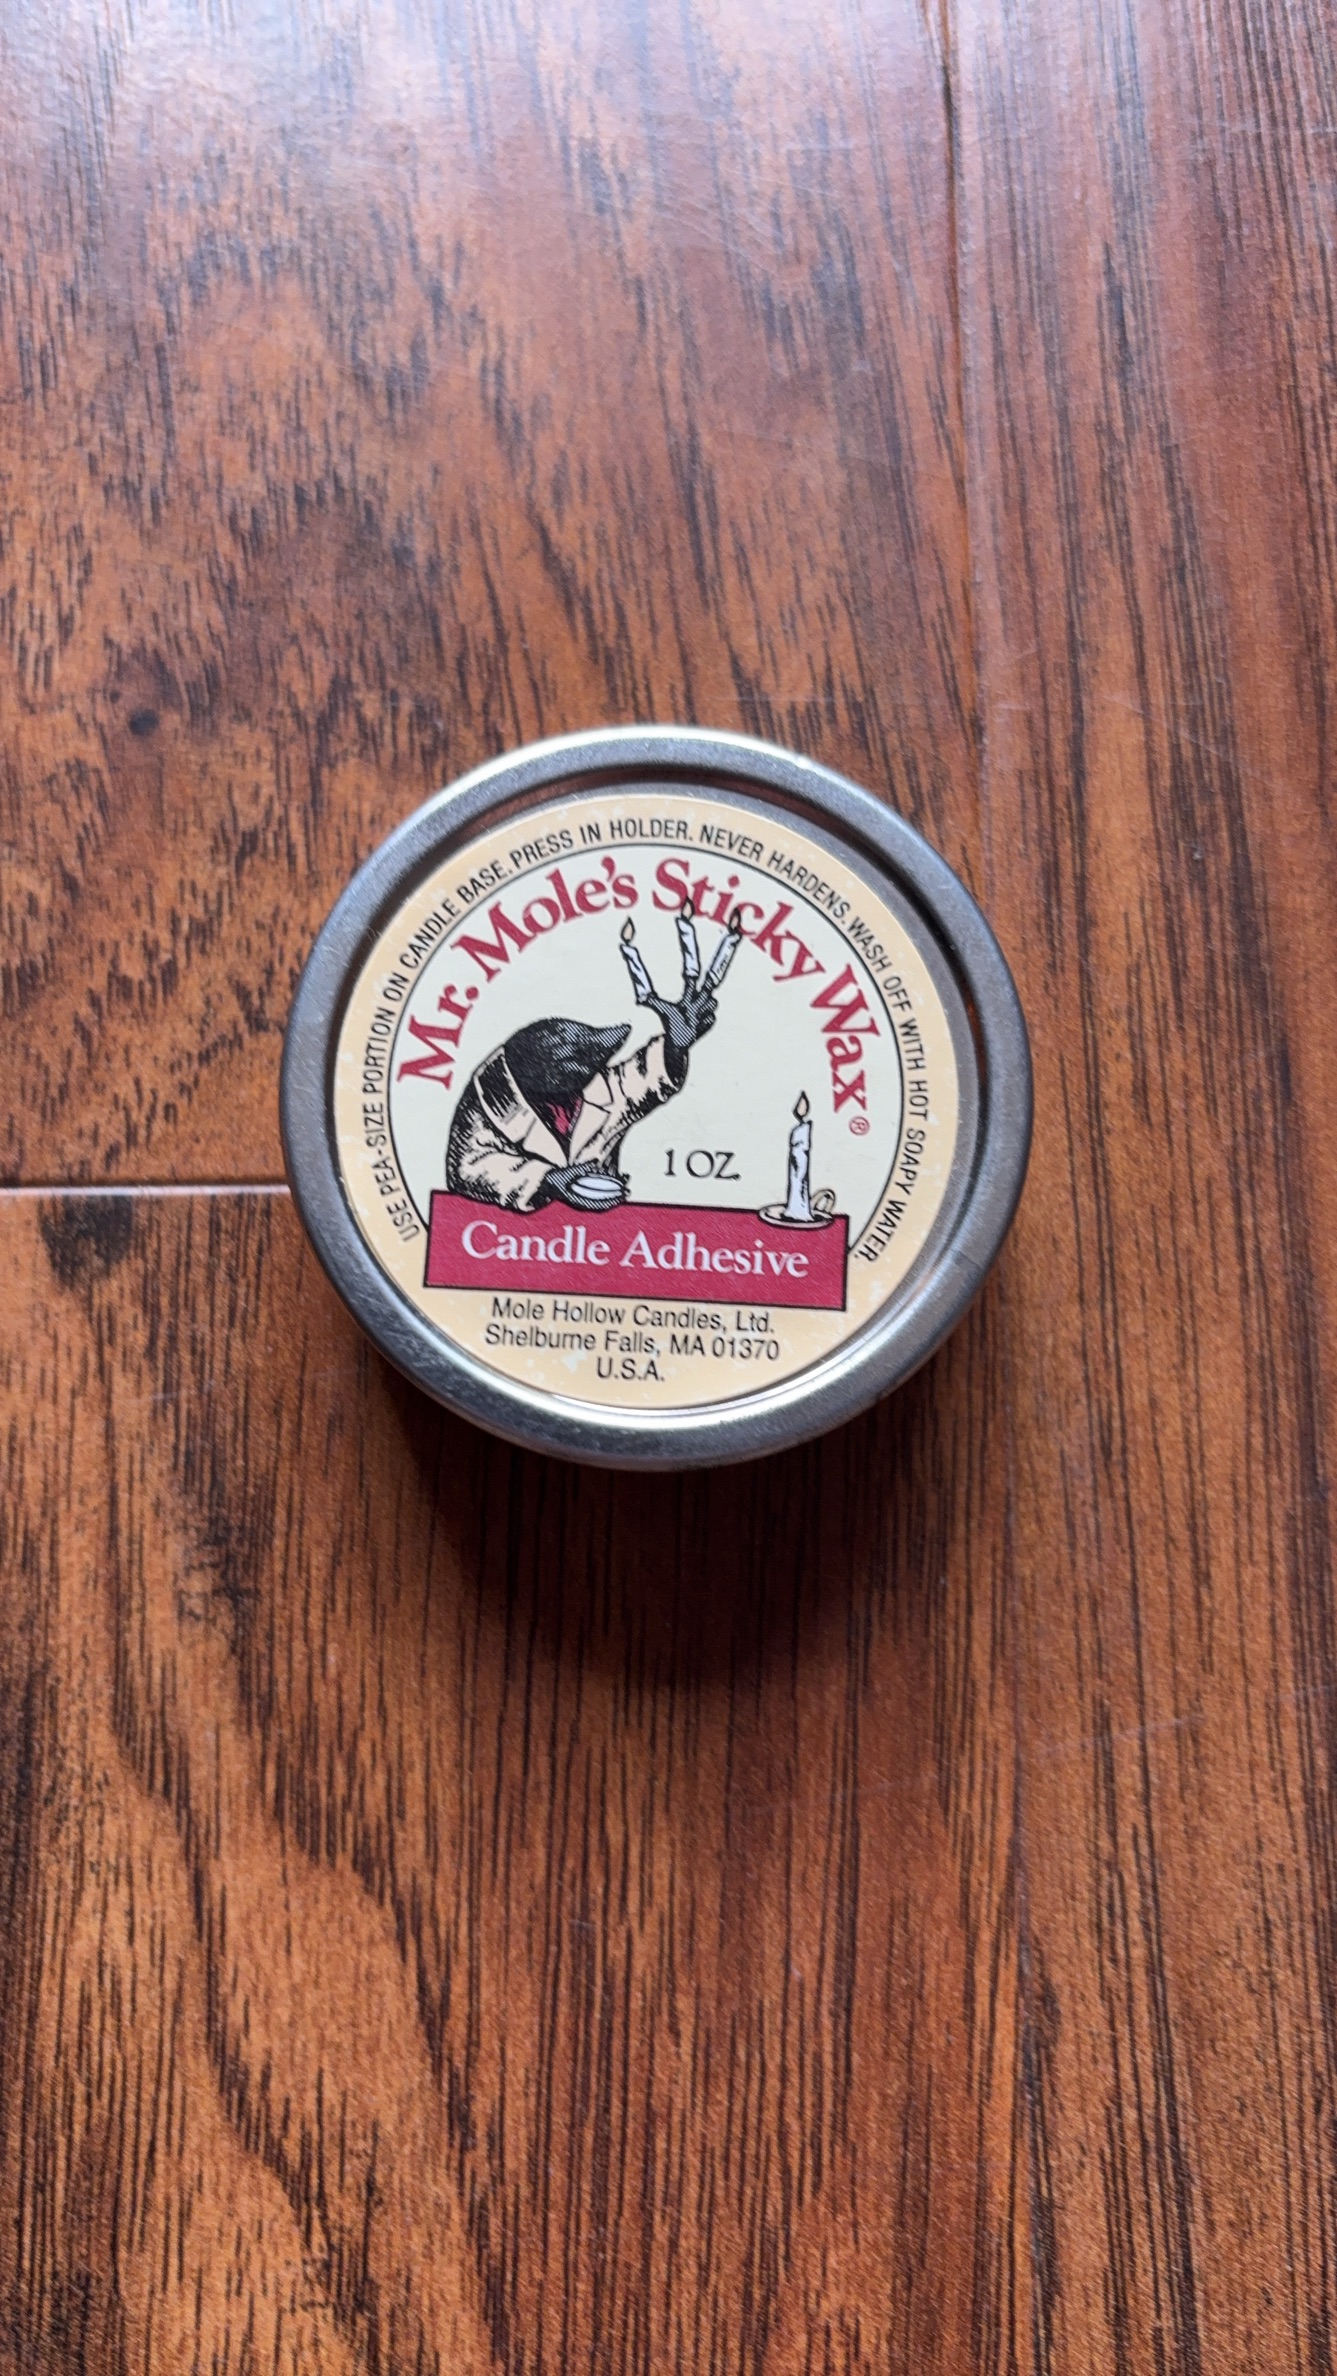 USE PEA-SIZE PORTION ON CANDLE BASE. PRESS IN HOLDER. NEVER HARDENS. WASH OFF WITH HOT SOAPY WATER.
Mr. Mole's Sticky Wax®
1 OZ.
Candle Adhesive
Mole Hollow Candles, Ltd.
Shelburne Falls, MA 01370
U.S.A.